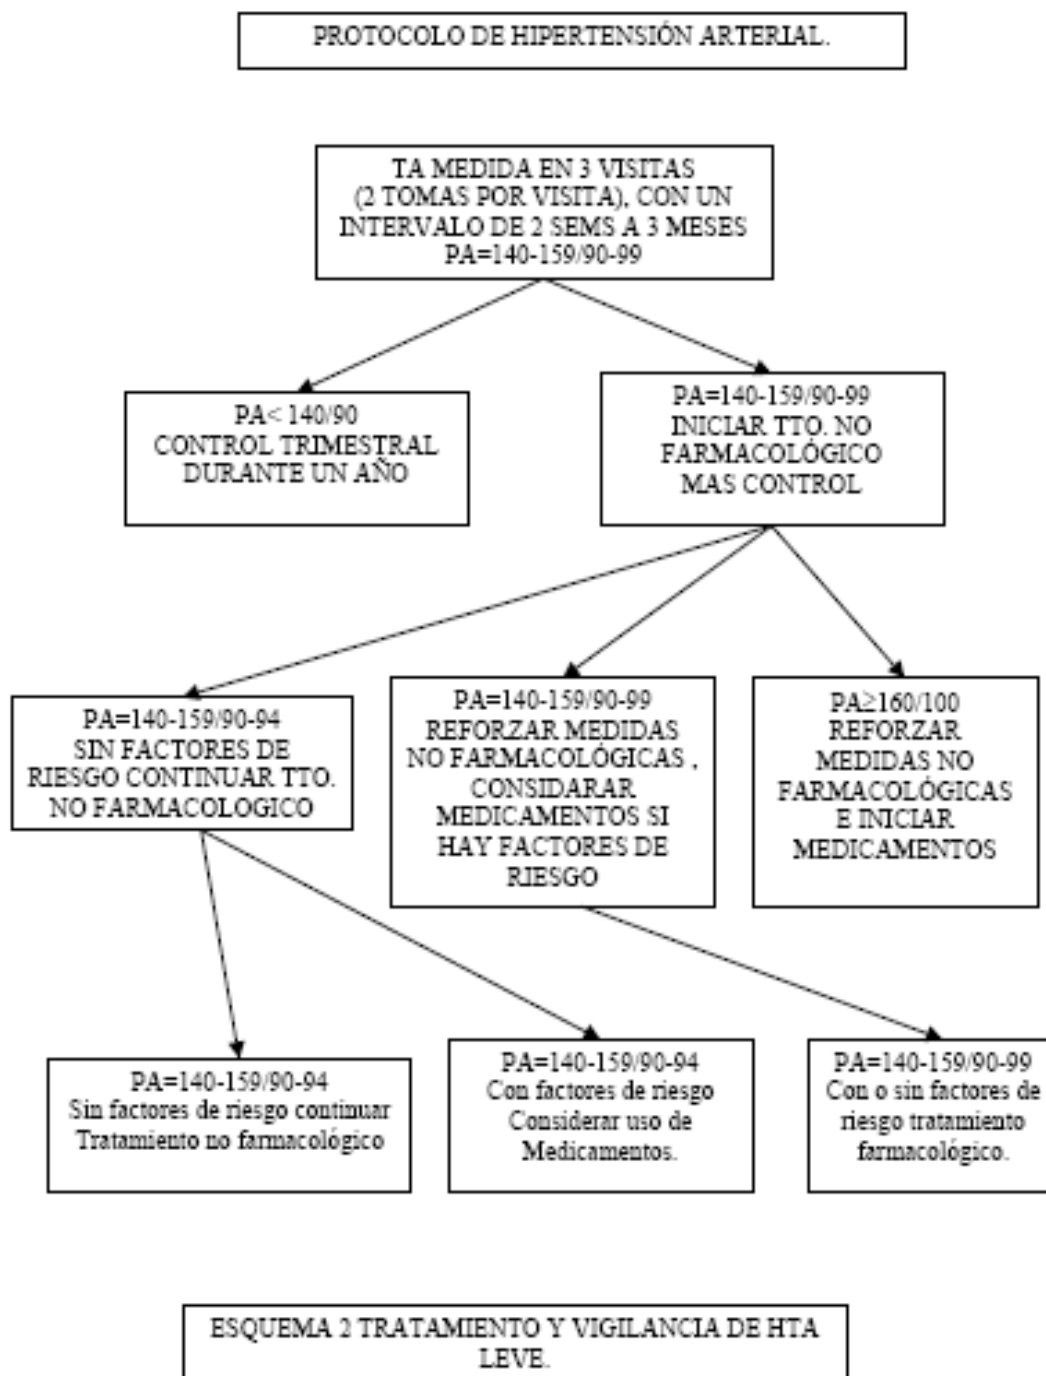 PROTOCOLO DE HIPERTENSIÓN ARTERIAL.
TA MEDIDA EN 3 VISITAS
(2 TOMAS POR VISITA), CON UN
INTERVALO DE 2 SEMS A 3 MESES
PA=140-159/90-99
PA< 140/90
CONTROL TRIMESTRAL
DURANTE UN AÑO
PA=140-159/90-99
INICIAR TTO. NO
FARMACOLÓGICO
MAS CONTROL
PA=140-159/90-94
SIN FACTORES DE
RIESGO CONTINUAR TTO.
NO FARMACOLOGICO
PA=140-159/90-99
REFORZAR MEDIDAS
NO FARMACOLÓGICAS ,
CONSIDARAR
MEDICAMENTOS SI
HAY FACTORES DE
RIESGO
PA≥160/100
REFORZAR
MEDIDAS NO
FARMACOLÓGICAS
E INICIAR
MEDICAMENTOS
PA=140-159/90-94
Sin factores de riesgo continuar
Tratamiento no farmacológico
PA=140-159/90-94
Con factores de riesgo
Considerar uso de
Medicamentos.
PA=140-159/90-99
Con o sin factores de
riesgo tratamiento
farmacológico.
ESQUEMA 2 TRATAMIENTO Y VIGILANCIA DE HTA
LEVE.